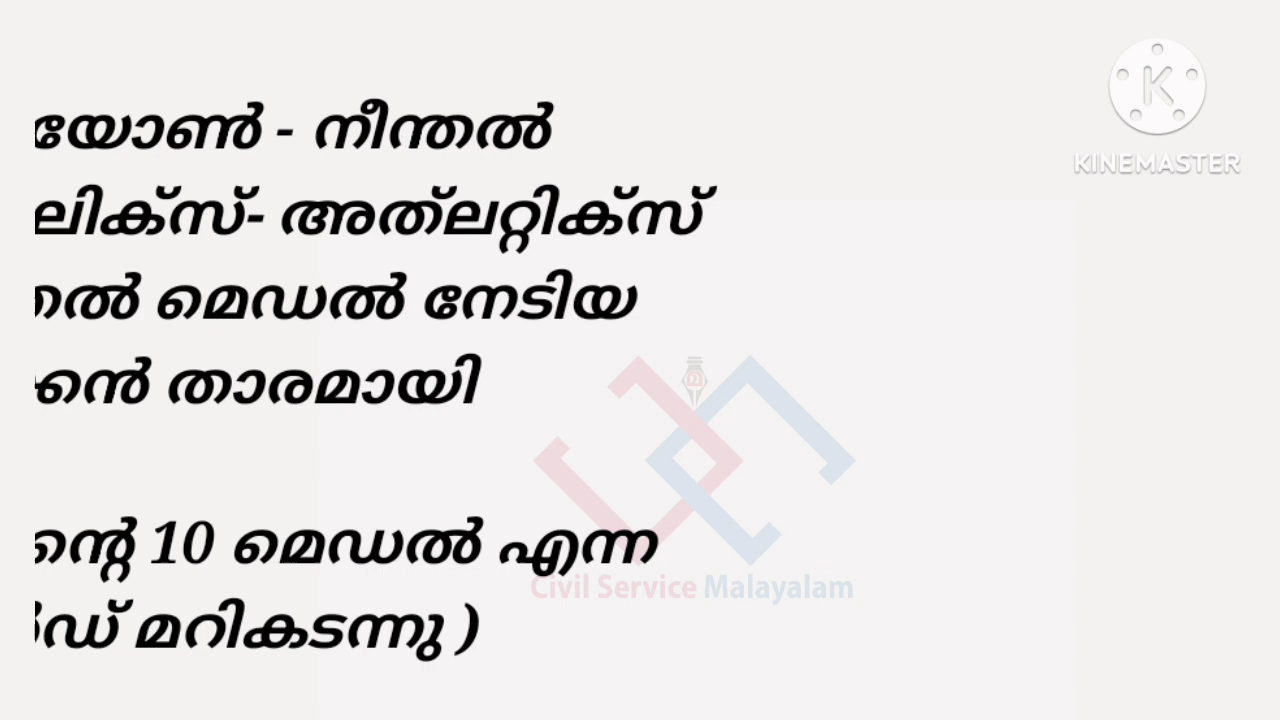 KINEMASTER
യോൺ - നീന്തൽ
ലിക്സ്- അത്‌ലറ്റിക്സ്
മെഡൽ നേടിയ
താരമായി
10 മെഡൽ എന്ന
മറികടന്നു )
Civil Service Malayalam